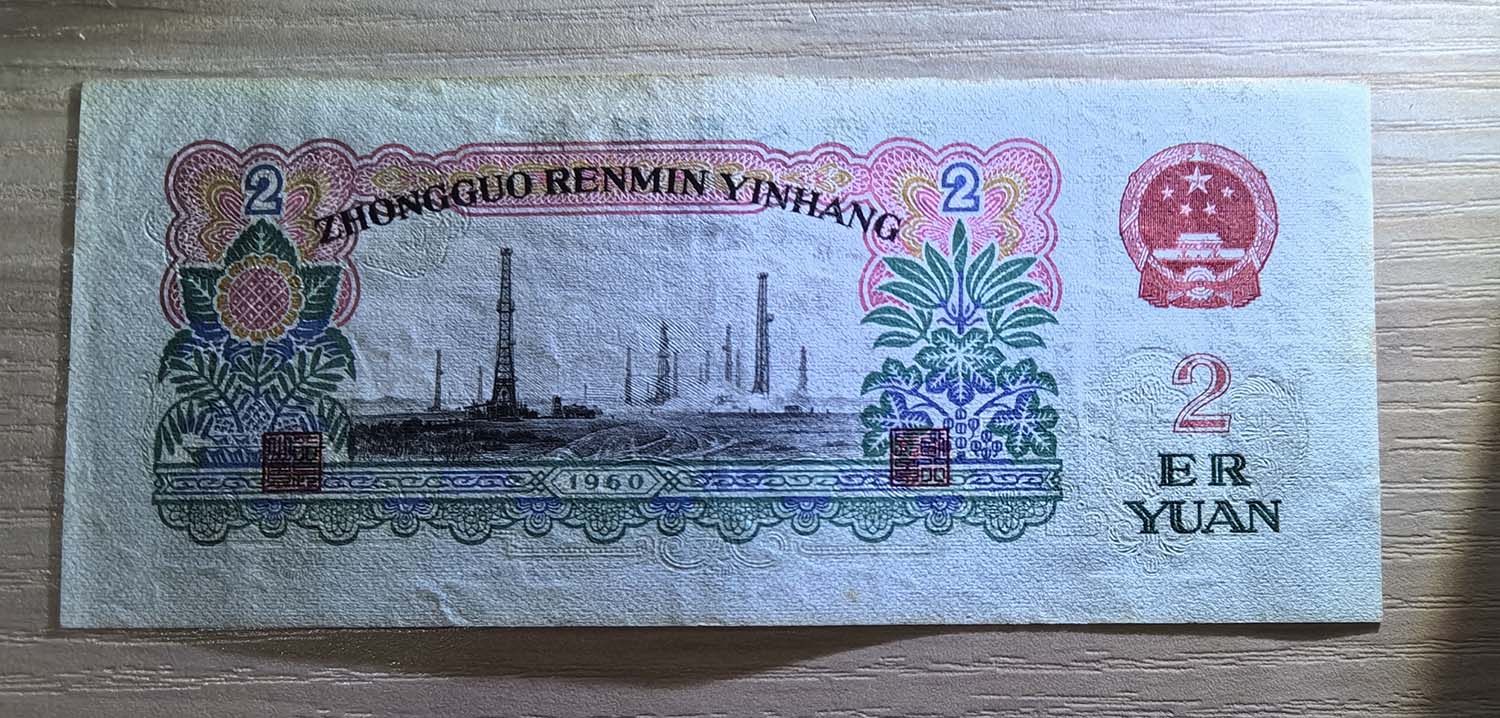 2
2
ZHONGGUO RENMIN YINHANG
1960
2
ER
YUAN